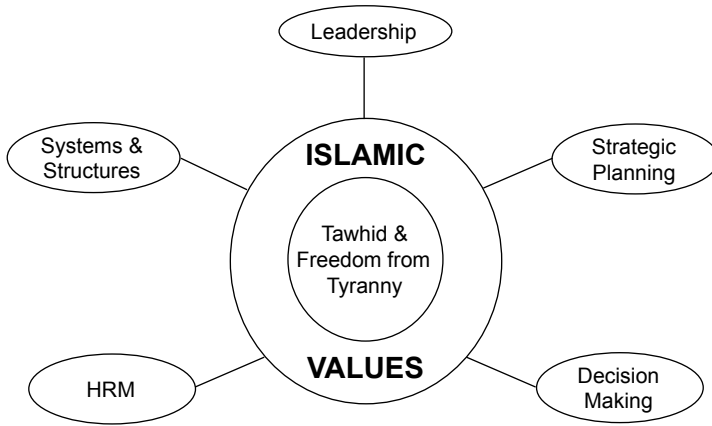 Leadership
Systems &
Structures
ISLAMIC
Strategic
Planning
Tawhid &
Freedom from
Tyranny
HRM
VALUES
Decision
Making